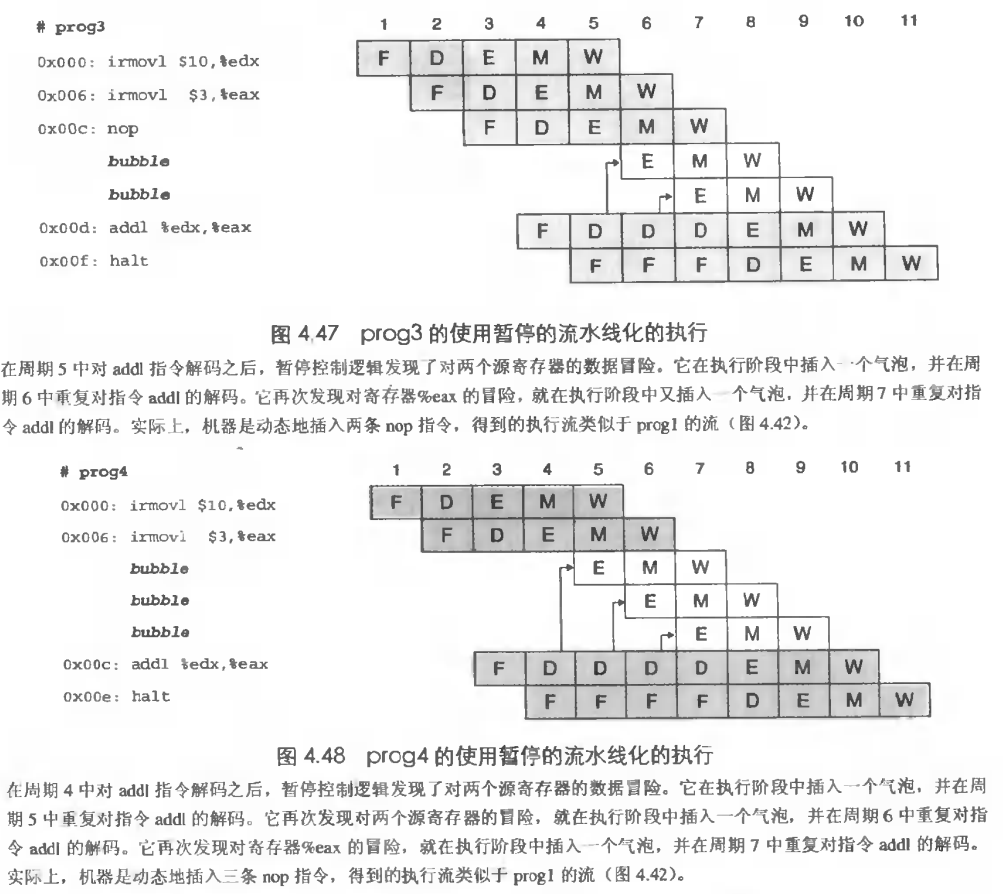 # prog3
1 2 3 4 5 6 7 8 9 10 11
0x000: irmovl $10,%edx F D E M W
0x006: irmovl $3,%eax F D E M W
0x00c: nop F D E M W
bubble E M W
bubble E M W
0x00d: addl %edx,%eax F D D D E M W
0x00f: halt F F F D E M W
图 4.47 prog3 的使用暂停的流水线化的执行
在周期 5 中对 addl 指令解码之后，暂停控制逻辑发现了对两个源寄存器的数据冒险。它在执行阶段中插入一个气泡，并在周
期 6 中重复对指令 addl 的解码。它再次发现对寄存器%eax 的冒险，就在执行阶段中又插入一个气泡，并在周期 7 中重复对指
令 addl 的解码。实际上，机器是动态地插入两条 nop 指令，得到的执行流类似于 prog1 的流（图 4.42）。
# prog4
1 2 3 4 5 6 7 8 9 10 11
0x000: irmovl $10,%edx F D E M W
0x006: irmovl $3,%eax F D E M W
bubble E M W
bubble E M W
bubble E M W
0x00c: addl %edx,%eax F D D D D E M W
0x00e: halt F F F F D E M W
图 4.48 prog4 的使用暂停的流水线化的执行
在周期 4 中对 addl 指令解码之后，暂停控制逻辑发现了对两个源寄存器的数据冒险。它在执行阶段中插入一个气泡，并在周
期 5 中重复对指令 addl 的解码。它再次发现对两个源寄存器的冒险，就在执行阶段中插入一个气泡，并在周期 6 中重复对指
令 addl 的解码。它再次发现对寄存器%eax 的冒险，就在执行阶段中插入一个气泡，并在周期 7 中重复对指令 addl 的解码。
实际上，机器是动态地插入三条 nop 指令，得到的执行流类似于 prog1 的流（图 4.42）。